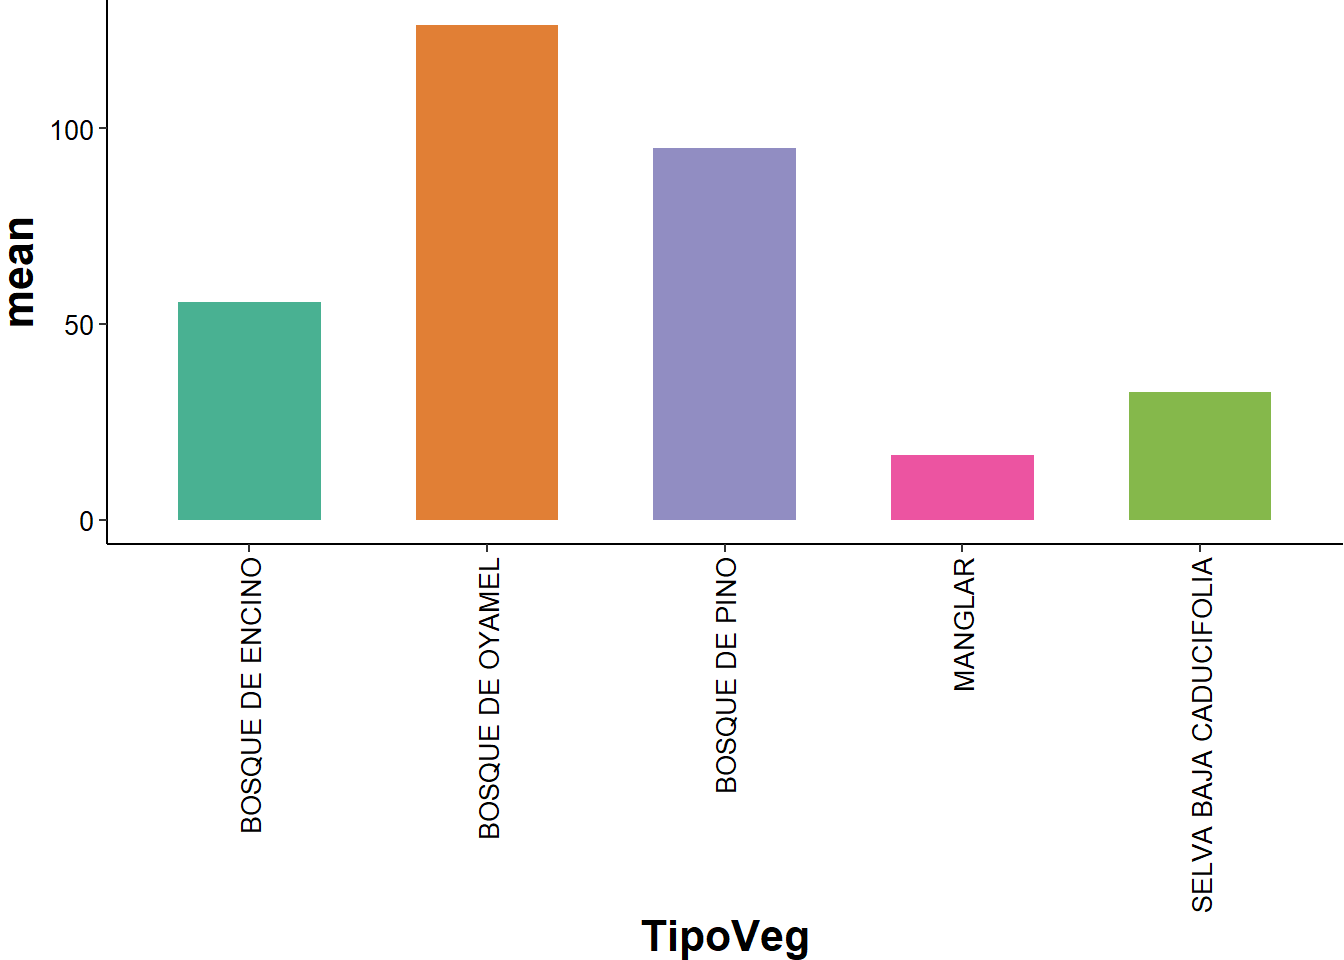 mean
100
50
0
BOSQUE DE ENCINO
BOSQUE DE OYAMEL
BOSQUE DE PINO
MANGLAR
SELVA BAJA CADUCIFOLIA
TipoVeg